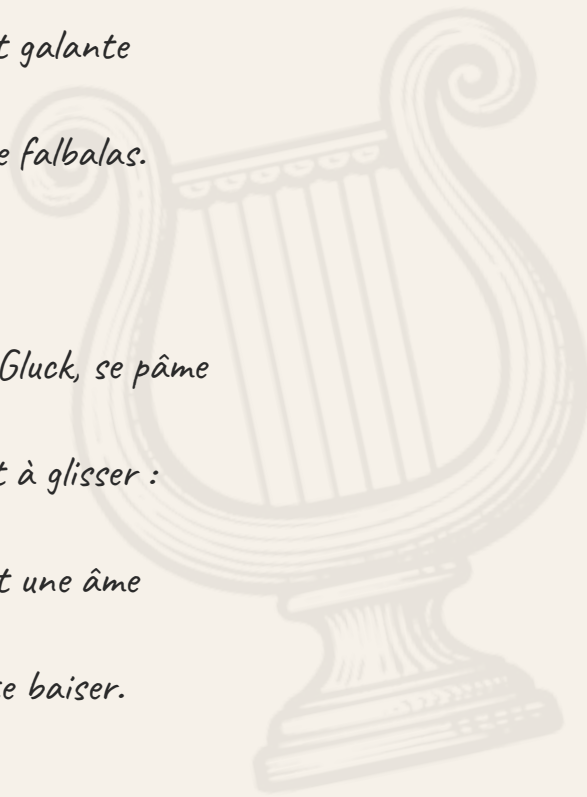 t galante
e falbalas.
Gluck, se pâme
t à glisser :
t une âme
e baiser.